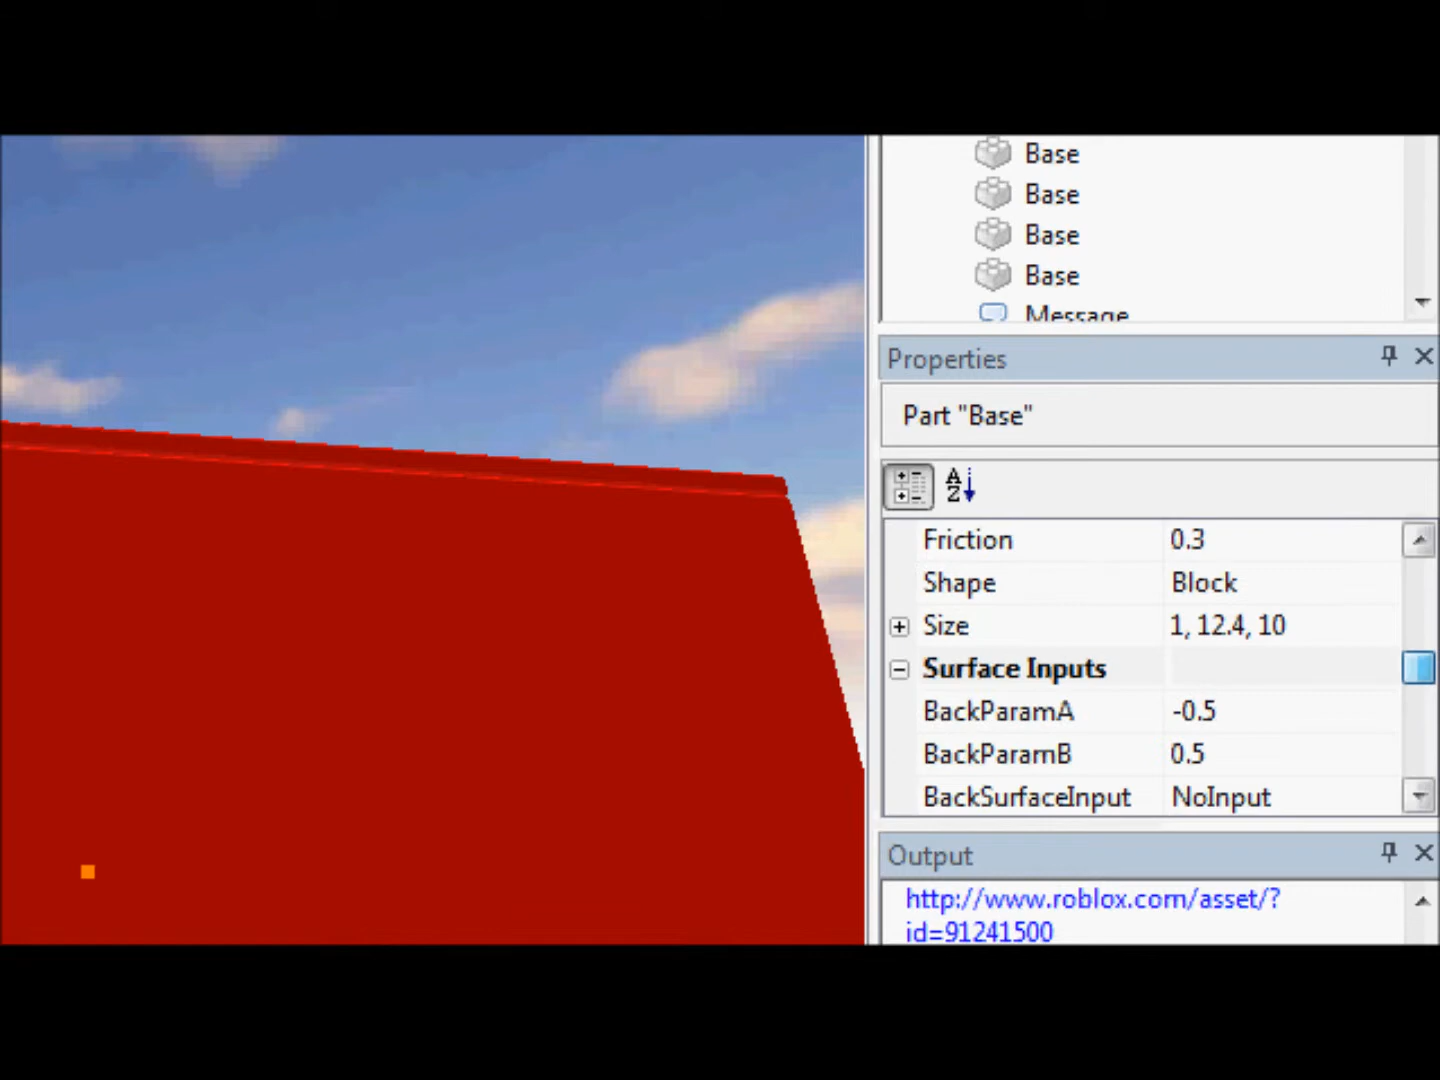 Base
Base
Base
Base
Message
Properties
Part "Base"
Friction 0.3
Shape Block
Size 1, 12.4, 10
Surface Inputs
BackParamA -0.5
BackParamB 0.5
BackSurfaceInput NoInput
Output
http://www.roblox.com/asset/?
id=91241500